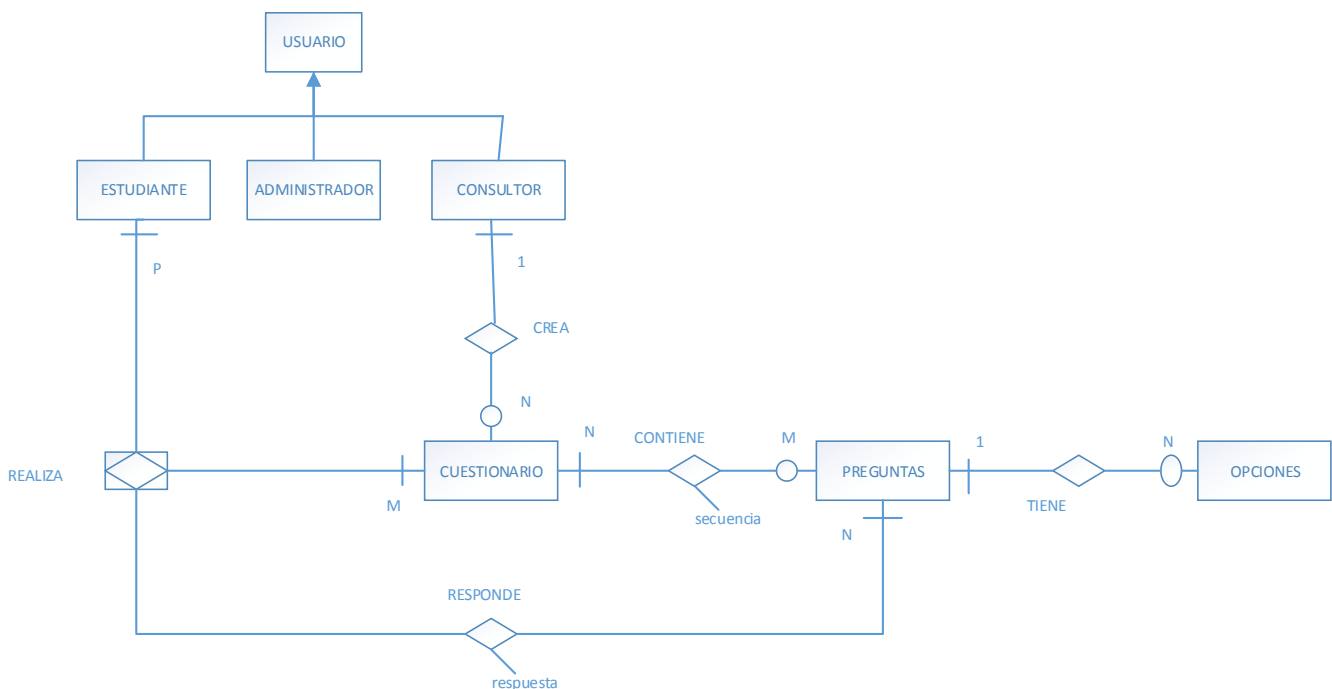 USUARIO
ESTUDIANTE
ADMINISTRADOR
CONSULTOR
P
1
CREA
N
N
CONTIENE
M
1
N
REALIZA
CUESTIONARIO
PREGUNTAS
OPCIONES
M
secuencia
TIENE
N
RESPONDE
respuesta